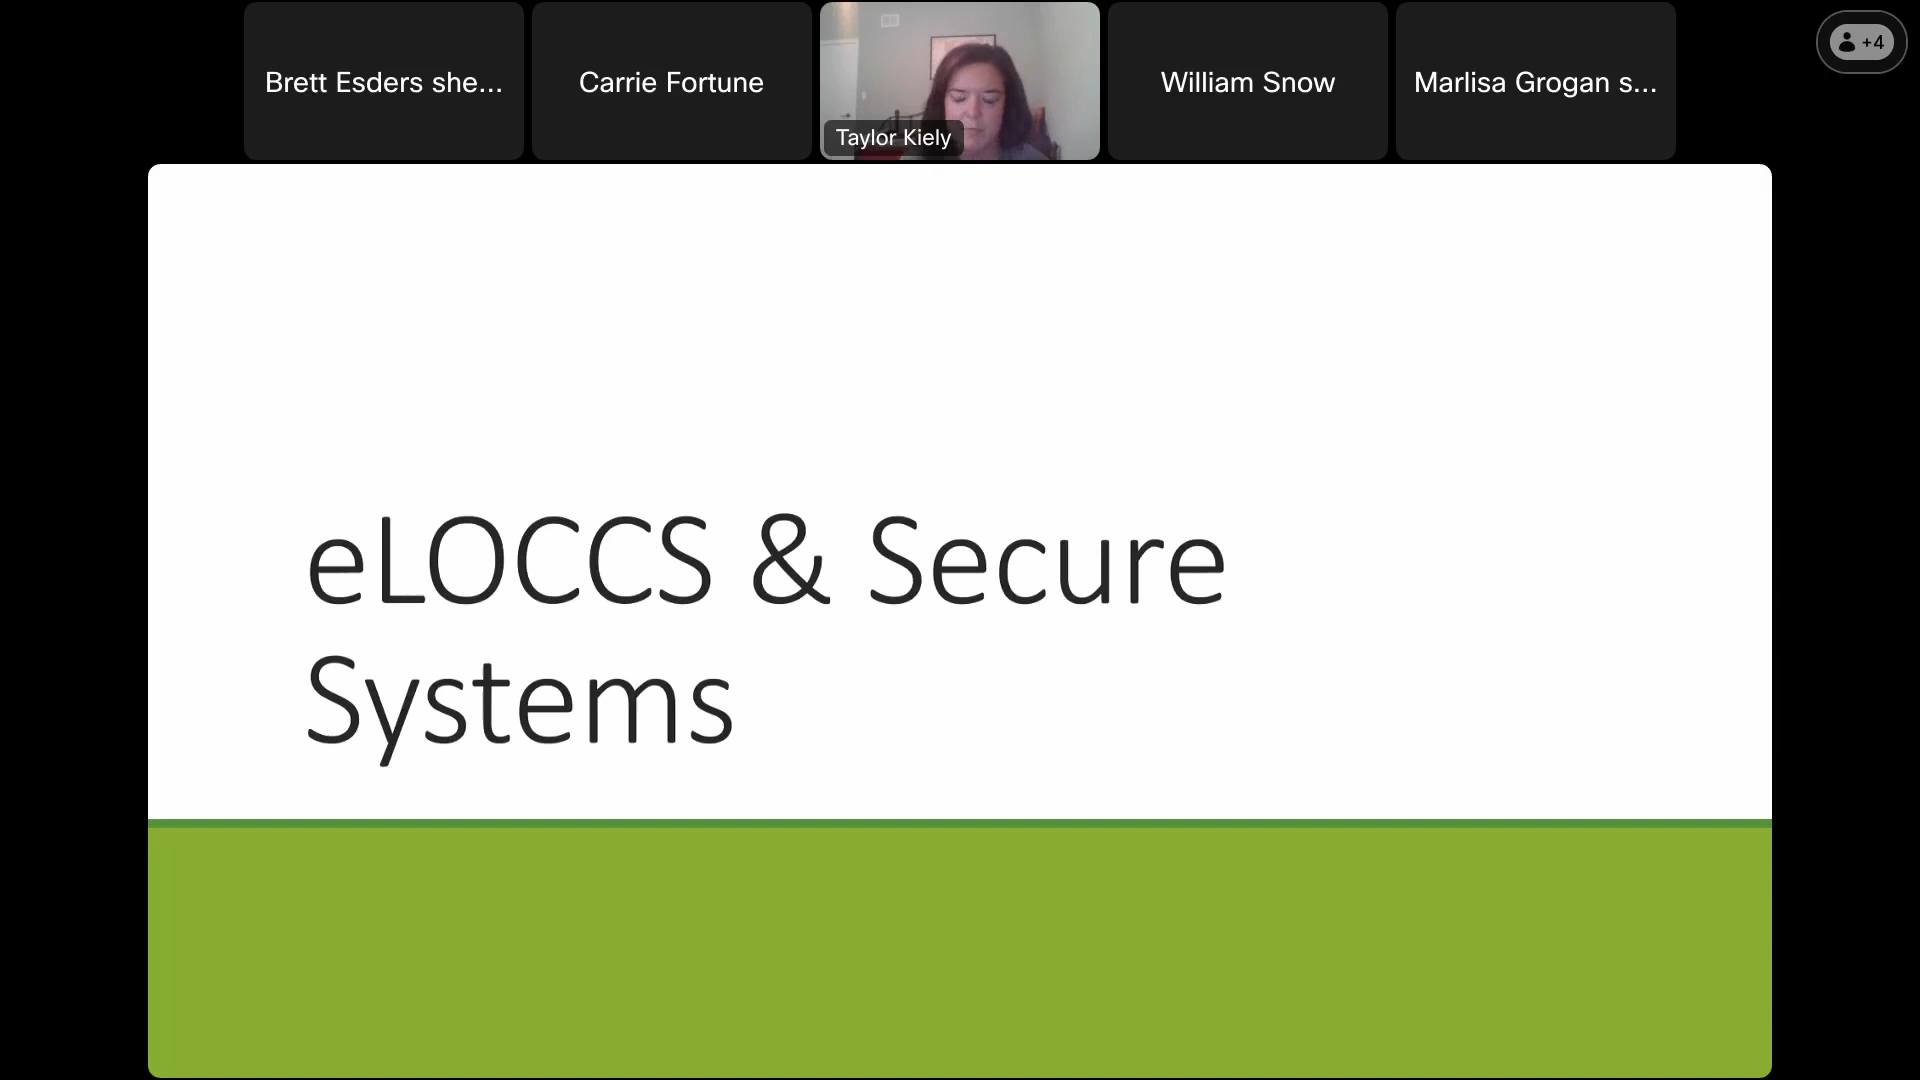 Brett Esders she...
Carrie Fortune
Taylor Kiely
William Snow
Marlisa Grogan s...
+4
eLOCCS & Secure
Systems